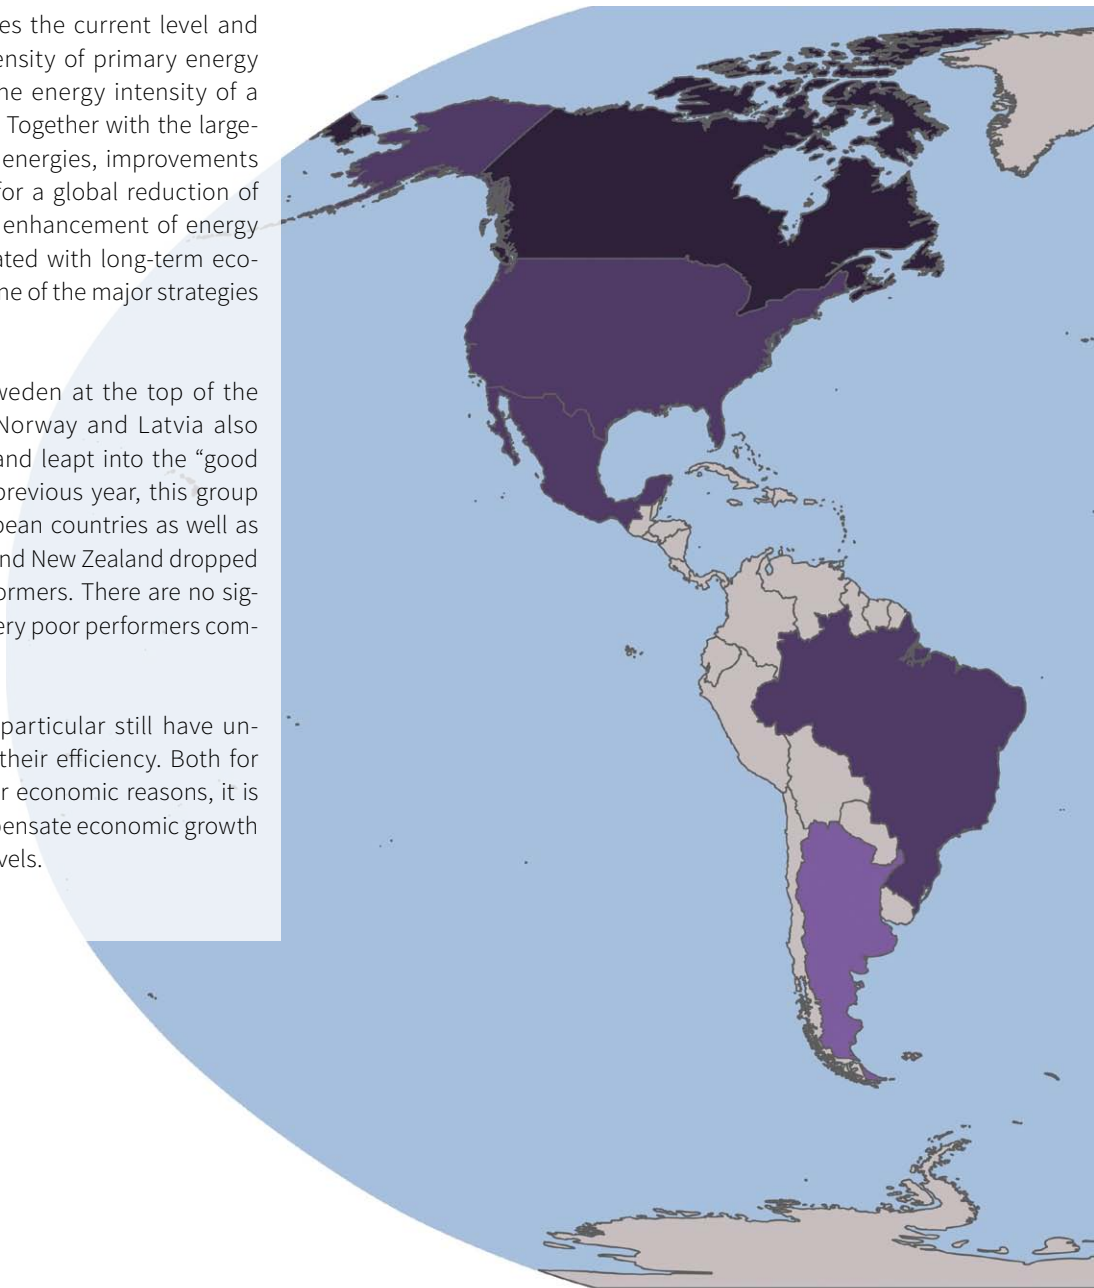 es the current level and
ensity of primary energy
he energy intensity of a
Together with the large-
energies, improvements
for a global reduction of
enhancement of energy
ated with long-term eco-
ne of the major strategies
weden at the top of the
Norway and Latvia also
and leapt into the “good
previous year, this group
pean countries as well as
nd New Zealand dropped
ormers. There are no sig-
ery poor performers com-
particular still have un-
their efficiency. Both for
r economic reasons, it is
pensate economic growth
vels.